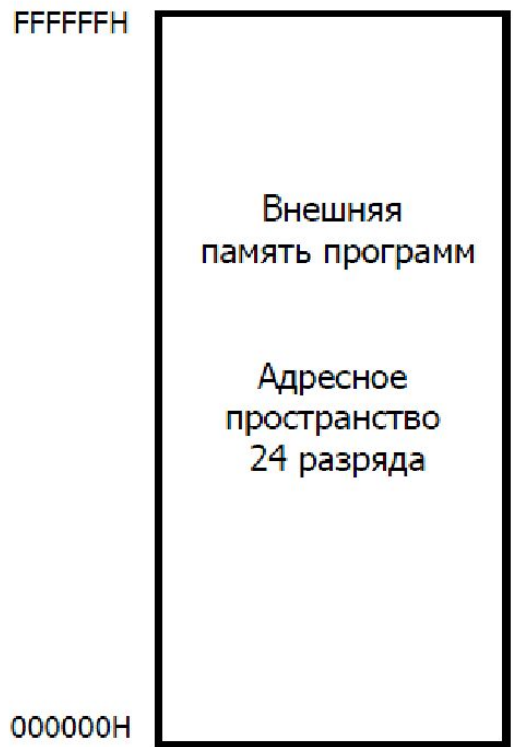 FFFFFFH
Внешняя
память программ
Адресное
пространство
24 разряда
000000H